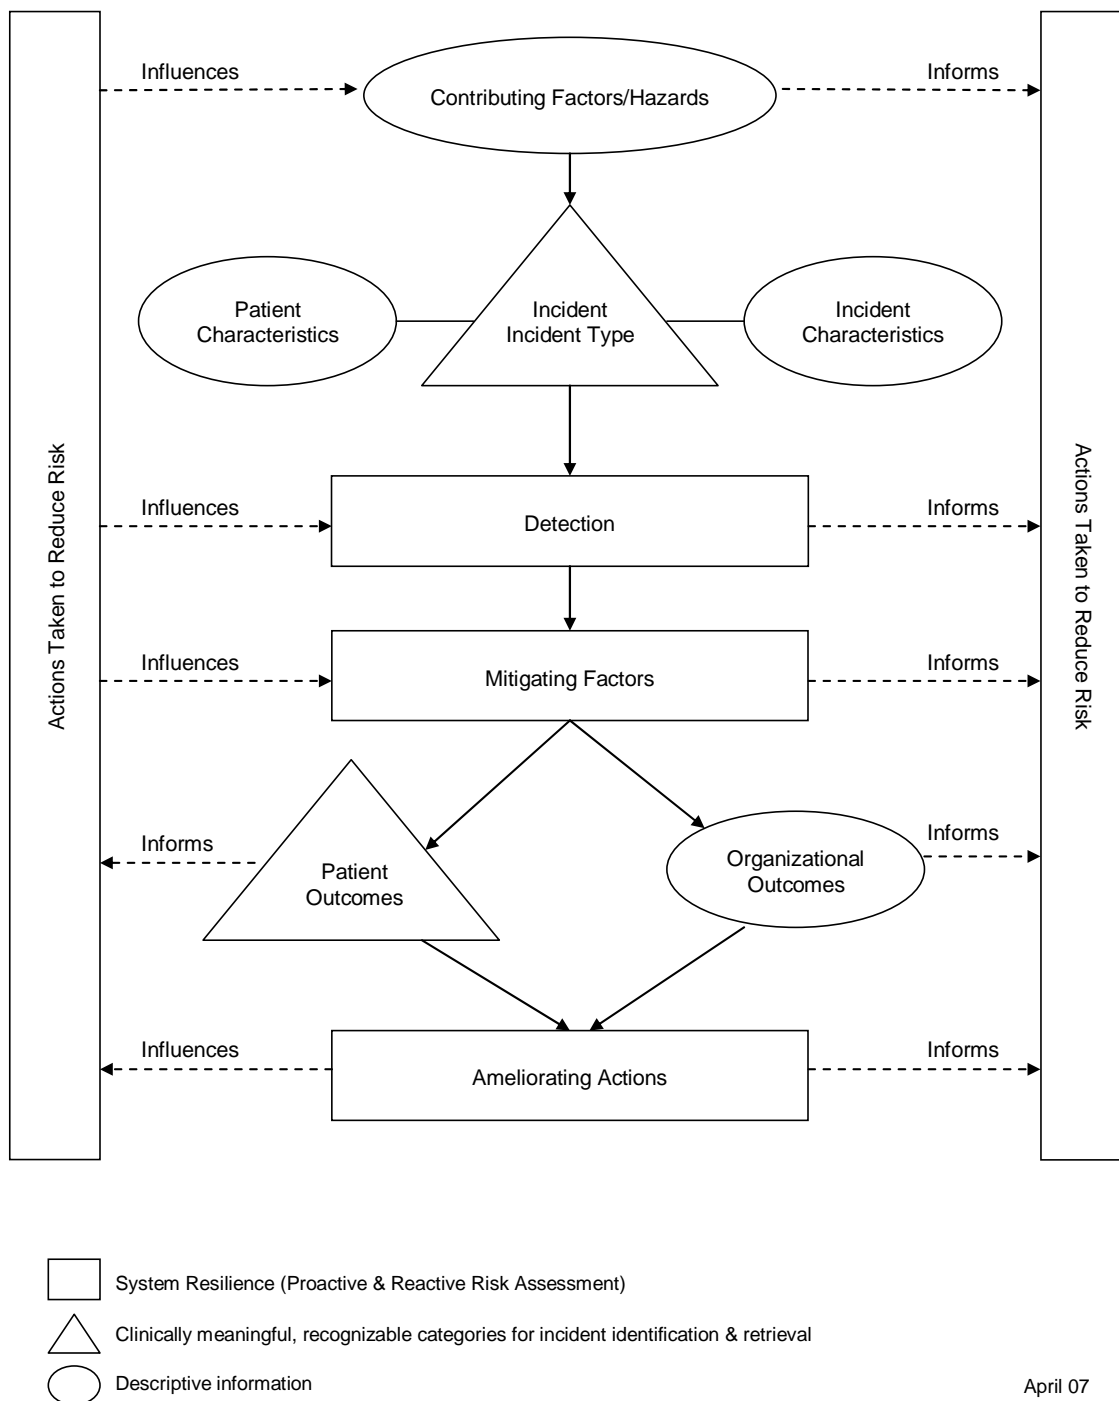 Influences
Informs
Contributing Factors/Hazards
Patient
Characteristics
Incident
Incident Type
Incident
Characteristics
Actions Taken to Reduce Risk
Actions Taken to Reduce Risk
Influences
Informs
Detection
Influences
Informs
Mitigating Factors
Informs
Informs
Patient
Outcomes
Organizational
Outcomes
Influences
Informs
Ameliorating Actions
System Resilience (Proactive & Reactive Risk Assessment)
Clinically meaningful, recognizable categories for incident identification & retrieval
Descriptive information
April 07